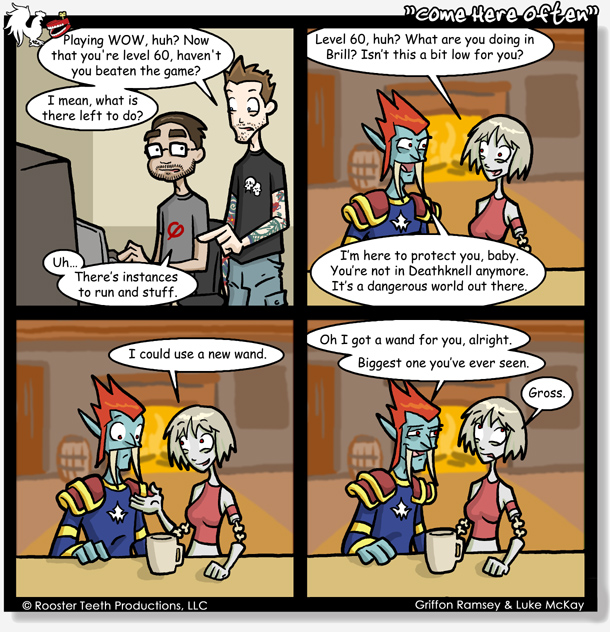 "Come Here Often"
Playing WOW, huh? Now
that you're level 60, haven't
you beaten the game?
I mean, what is
there left to do?
Uh...
There's instances
to run and stuff.
Level 60, huh? What are you doing in
Brill? Isn't this a bit low for you?
I'm here to protect you, baby.
You're not in Deathknell anymore.
It's a dangerous world out there.
I could use a new wand.
Oh I got a wand for you, alright.
Biggest one you've ever seen.
Gross.
© Rooster Teeth Productions, LLC
Griffon Ramsey & Luke McKay